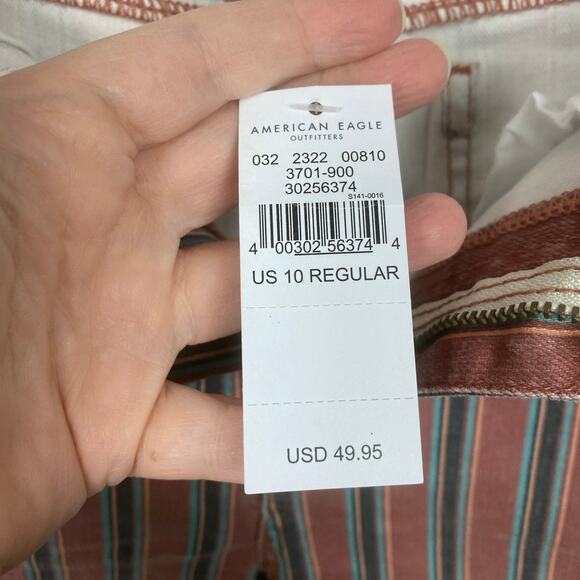 AMERICAN EAGLE
OUTFITTERS
032 2322 00810
3701-900
30256374
S141-0016
4 00302 56374 4
US 10 REGULAR
USD 49.95